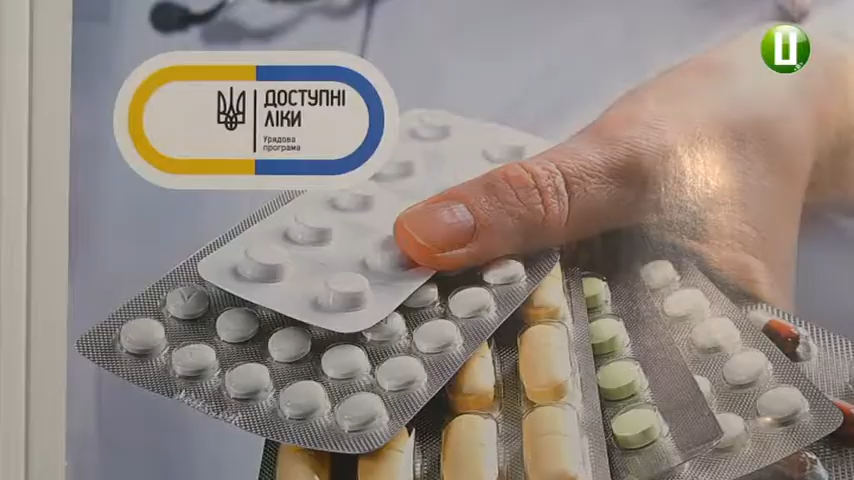 ДОСТУПНІ
ЛІКИ
Урядова
програма
Ц